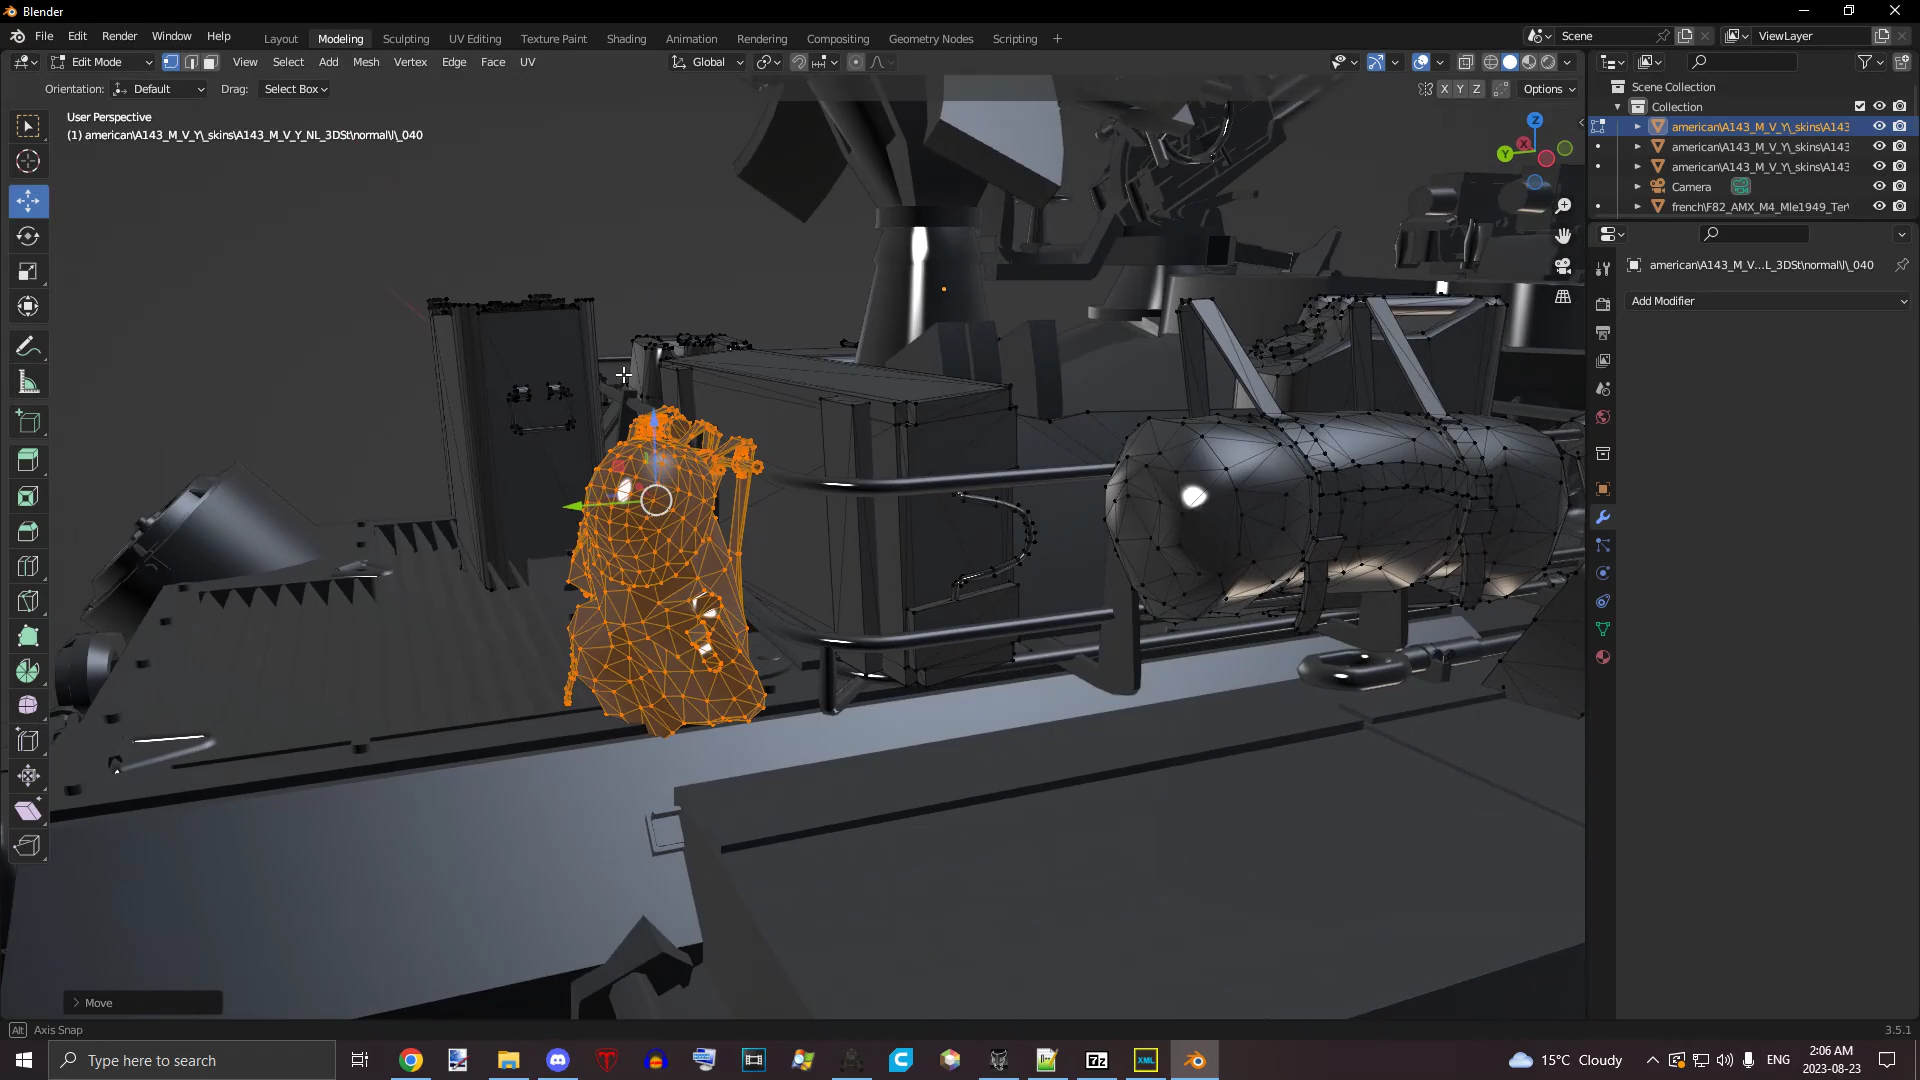 Blender
File Edit Render Window Help Layout Modeling Sculpting UV Editing Texture Paint Shading Animation Rendering Compositing Geometry Nodes Scripting + Scene ViewLayer
Edit Mode View Select Add Mesh Vertex Edge Face UV Global
Orientation: Default Drag: Select Box X Y Z Options
User Perspective
(1) american\A143_M_V_Y\_skins\A143_M_V_Y_NL_3DSt\normal\l\_040
Z
X
Y
Scene Collection
Collection
american\A143_M_V_Y\_skins\A143
american\A143_M_V_Y\_skins\A143
american\A143_M_V_Y\_skins\A143
Camera
french\F82_AMX_M4_Mle1949_Ter\
american\A143_M_V...L_3DSt\normal\l\_040
Add Modifier
> Move
Alt Axis Snap
3.5.1
Type here to search
7z
XML
15°C Cloudy
ENG
2:06 AM
2023-08-23